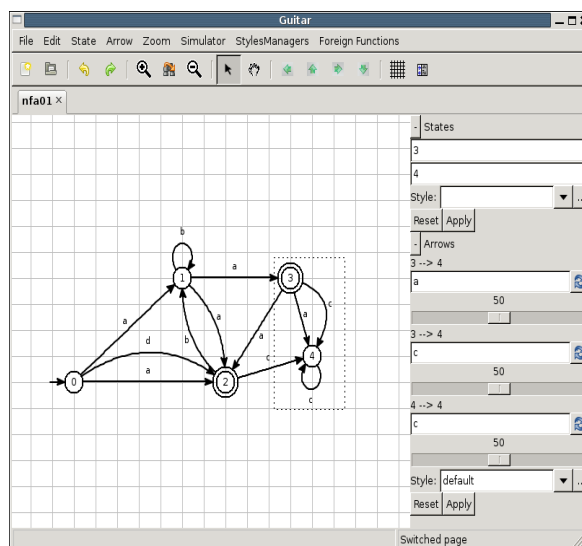 Guitar
File Edit State Arrow Zoom Simulator StylesManagers Foreign Functions
nfa01 ×
- States
3
4
Style:
...
Reset Apply
- Arrows
3 --> 4
a
50
3 --> 4
c
50
4 --> 4
c
50
Style: default
...
Reset Apply
b
1
a
3
a
a
b
a
a
c
d
a
0
2
c
4
c
Switched page